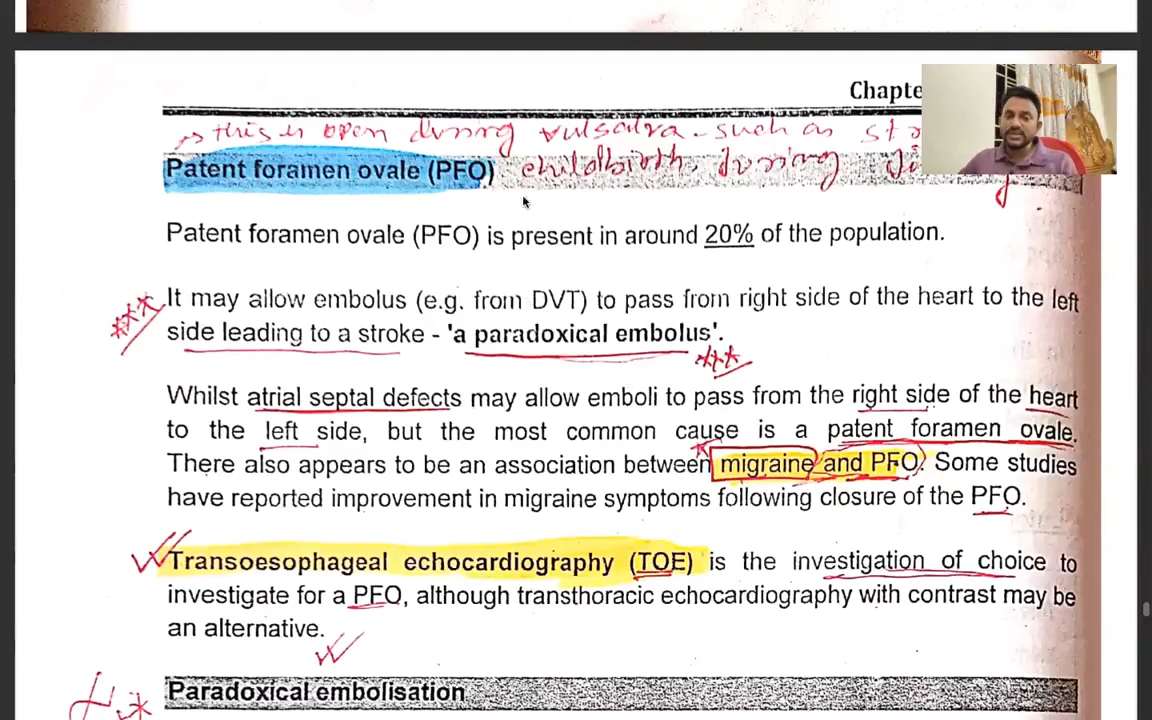 Chapte
this is open during vulsalva - such as
Patent foramen ovale (PFO) childbirth, during
Patent foramen ovale (PFO) is present in around 20% of the population.
It may allow embolus (e.g. from DVT) to pass from right side of the heart to the left
side leading to a stroke - 'a paradoxical embolus'.
Whilst atrial septal defects may allow emboli to pass from the right side of the heart
to the left side, but the most common cause is a patent foramen ovale.
There also appears to be an association between migraine and PFO. Some studies
have reported improvement in migraine symptoms following closure of the PFO.
Transoesophageal echocardiography (TOE) is the investigation of choice to
investigate for a PFO, although transthoracic echocardiography with contrast may be
an alternative.
Paradoxical embolisation